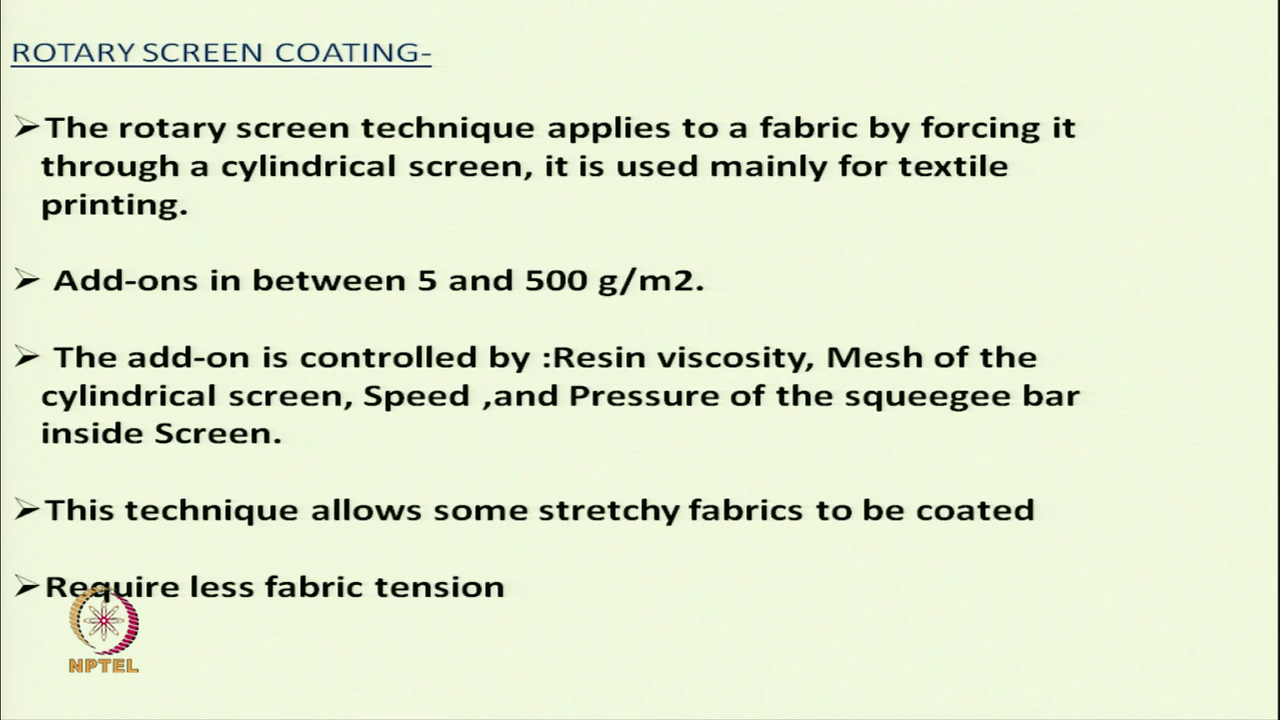 ROTARY SCREEN COATING-
➢The rotary screen technique applies to a fabric by forcing it
through a cylindrical screen, it is used mainly for textile
printing.
➢ Add-ons in between 5 and 500 g/m2.
➢ The add-on is controlled by :Resin viscosity, Mesh of the
cylindrical screen, Speed ,and Pressure of the squeegee bar
inside Screen.
➢This technique allows some stretchy fabrics to be coated
➢Require less fabric tension
NPTEL